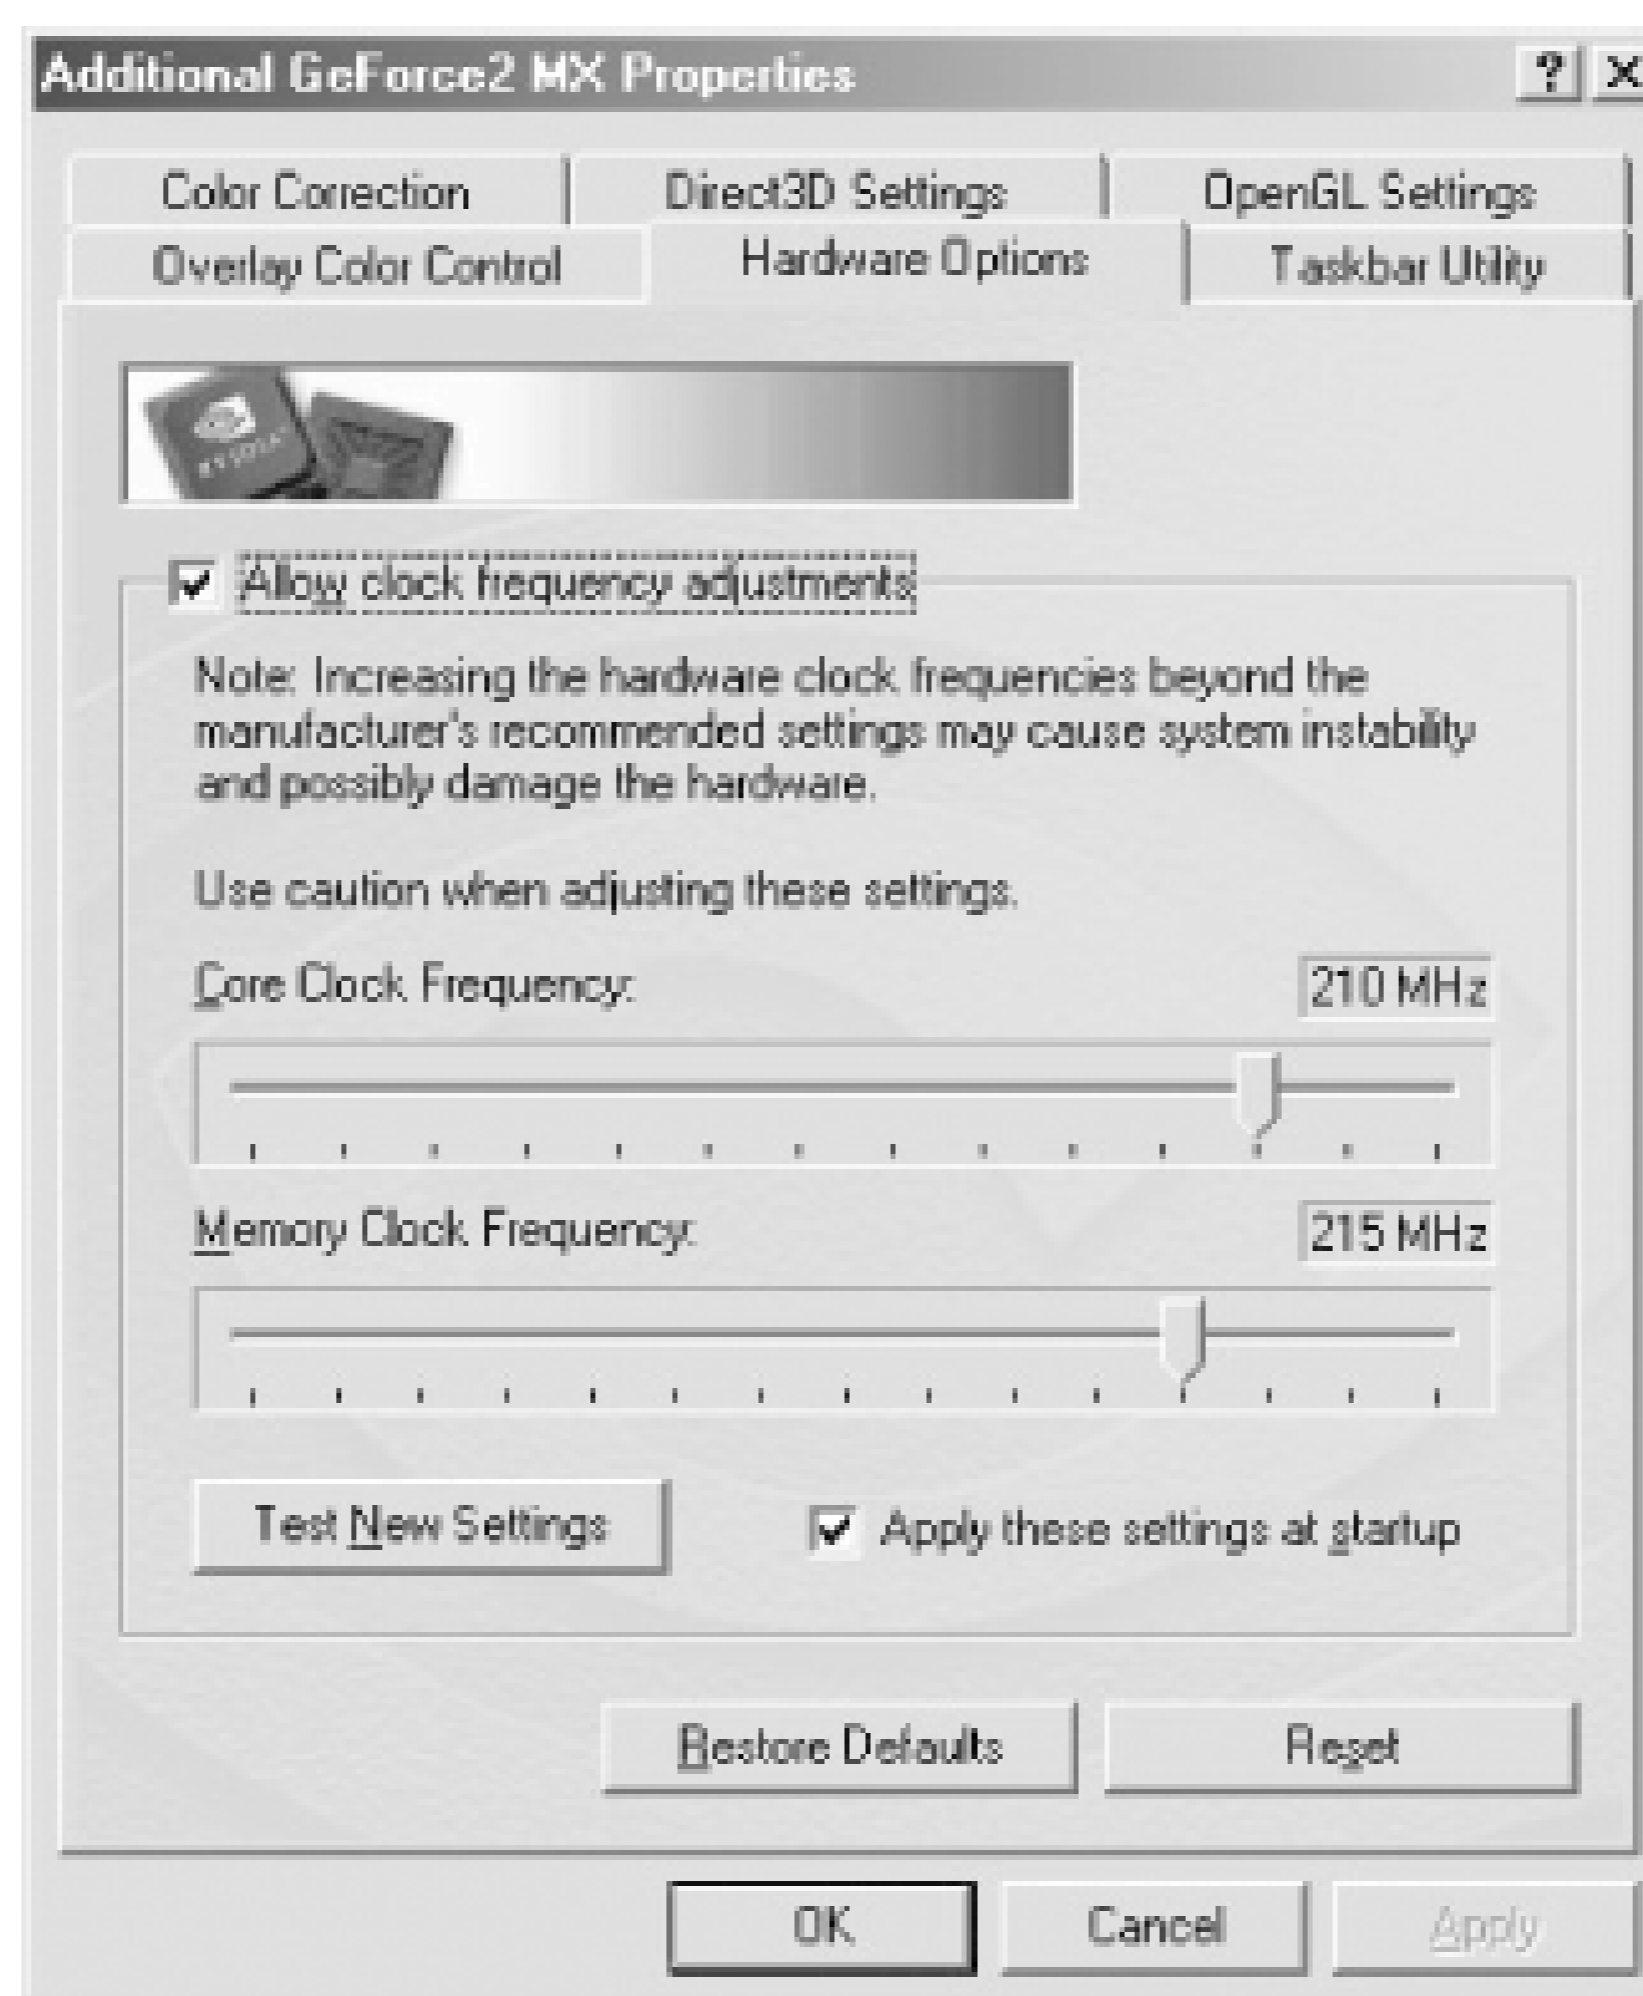 Additional GeForce2 MX Properties
? X
Color Correction
Direct3D Settings
OpenGL Settings
Overlay Color Control
Hardware Options
Taskbar Utility
Allow clock frequency adjustments
Note: Increasing the hardware clock frequencies beyond the
manufacturer's recommended settings may cause system instability
and possibly damage the hardware.
Use caution when adjusting these settings.
Core Clock Frequency:
210 MHz
Memory Clock Frequency:
215 MHz
Test New Settings
Apply these settings at startup
Restore Defaults
Reset
OK
Cancel
Apply